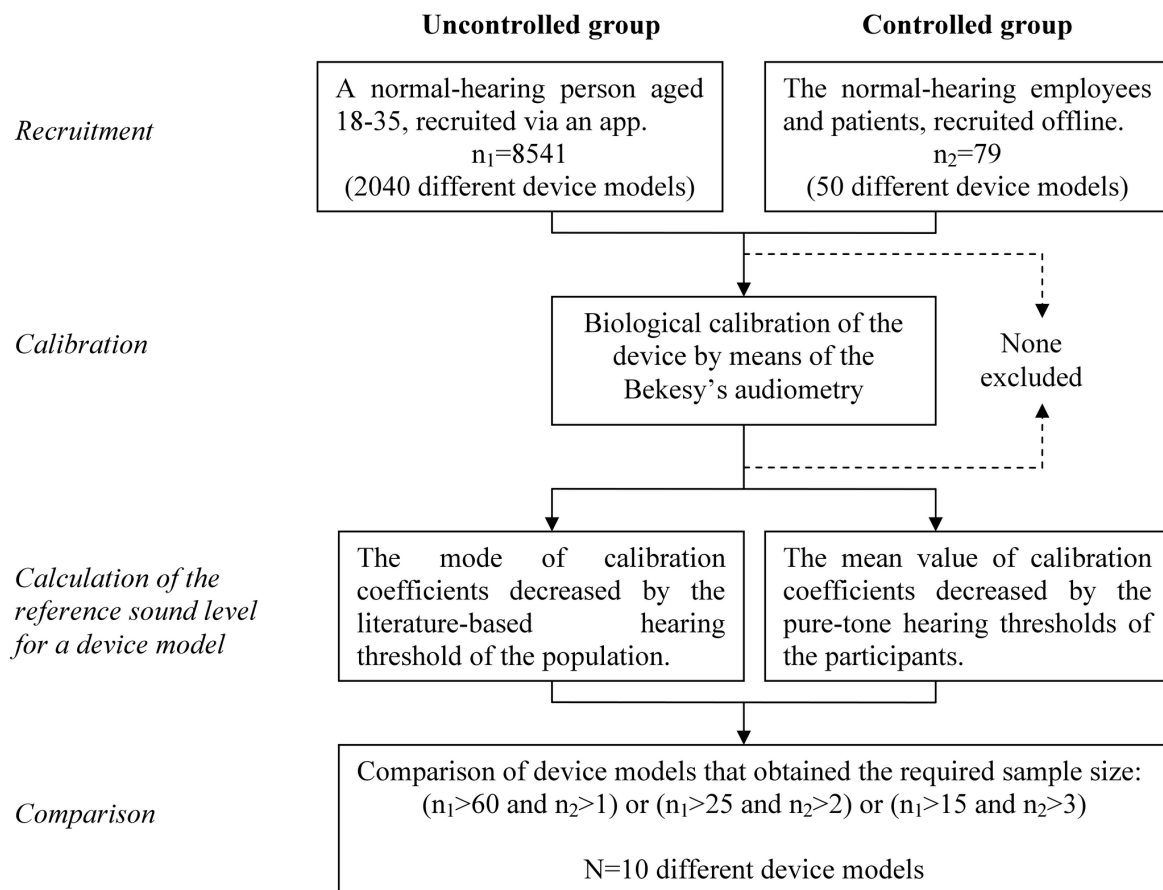 Uncontrolled group
Controlled group
Recruitment
A normal-hearing person aged
18-35, recruited via an app.
n₁=8541
(2040 different device models)
The normal-hearing employees
and patients, recruited offline.
n₂=79
(50 different device models)
Calibration
Biological calibration of the
device by means of the
Bekesy’s audiometry
None
excluded
Calculation of the
reference sound level
for a device model
The mode of calibration
coefficients decreased by the
literature-based hearing
threshold of the population.
The mean value of calibration
coefficients decreased by the
pure-tone hearing thresholds of
the participants.
Comparison
Comparison of device models that obtained the required sample size:
(n₁>60 and n₂>1) or (n₁>25 and n₂>2) or (n₁>15 and n₂>3)
N=10 different device models